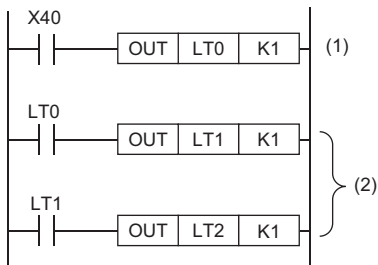 X40
OUT LT0 K1 (1)
LT0
OUT LT1 K1
(2)
LT1
OUT LT2 K1